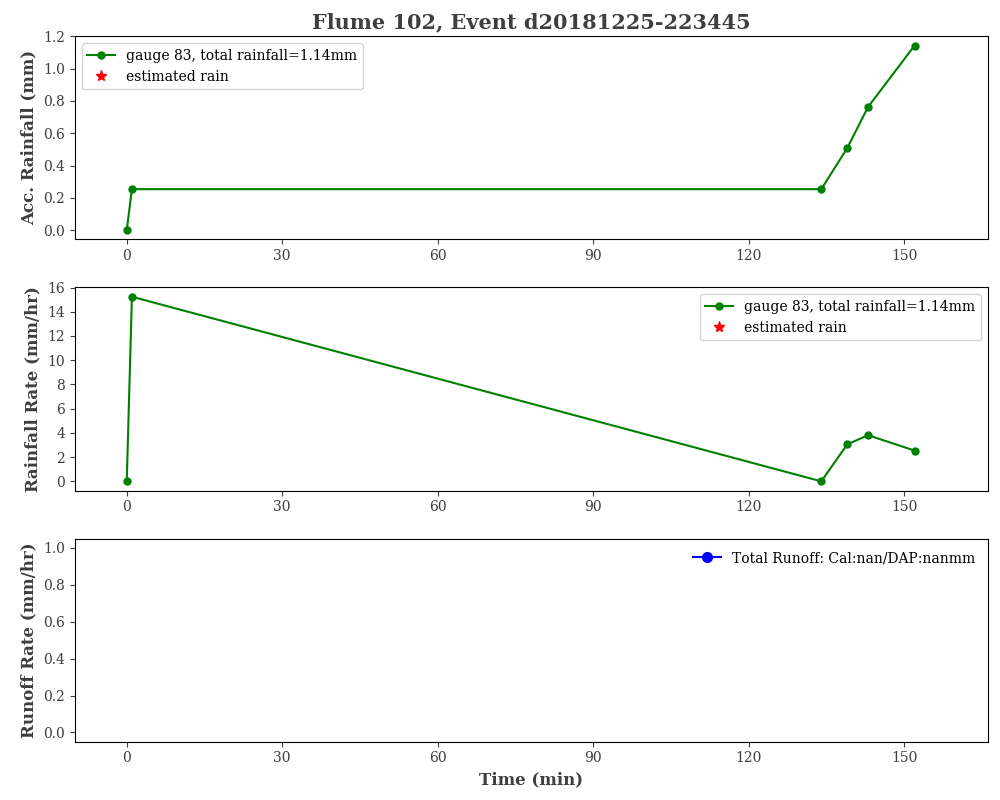 Flume 102, Event d20181225-223445
Acc. Rainfall (mm)
1.2
1.0
0.8
0.6
0.4
0.2
0.0
gauge 83, total rainfall=1.14mm
estimated rain
0 30 60 90 120 150
Rainfall Rate (mm/hr)
16
14
12
10
8
6
4
2
0
gauge 83, total rainfall=1.14mm
estimated rain
0 30 60 90 120 150
Runoff Rate (mm/hr)
1.0
0.8
0.6
0.4
0.2
0.0
Total Runoff: Cal:nan/DAP:nanmm
0 30 60 90 120 150
Time (min)